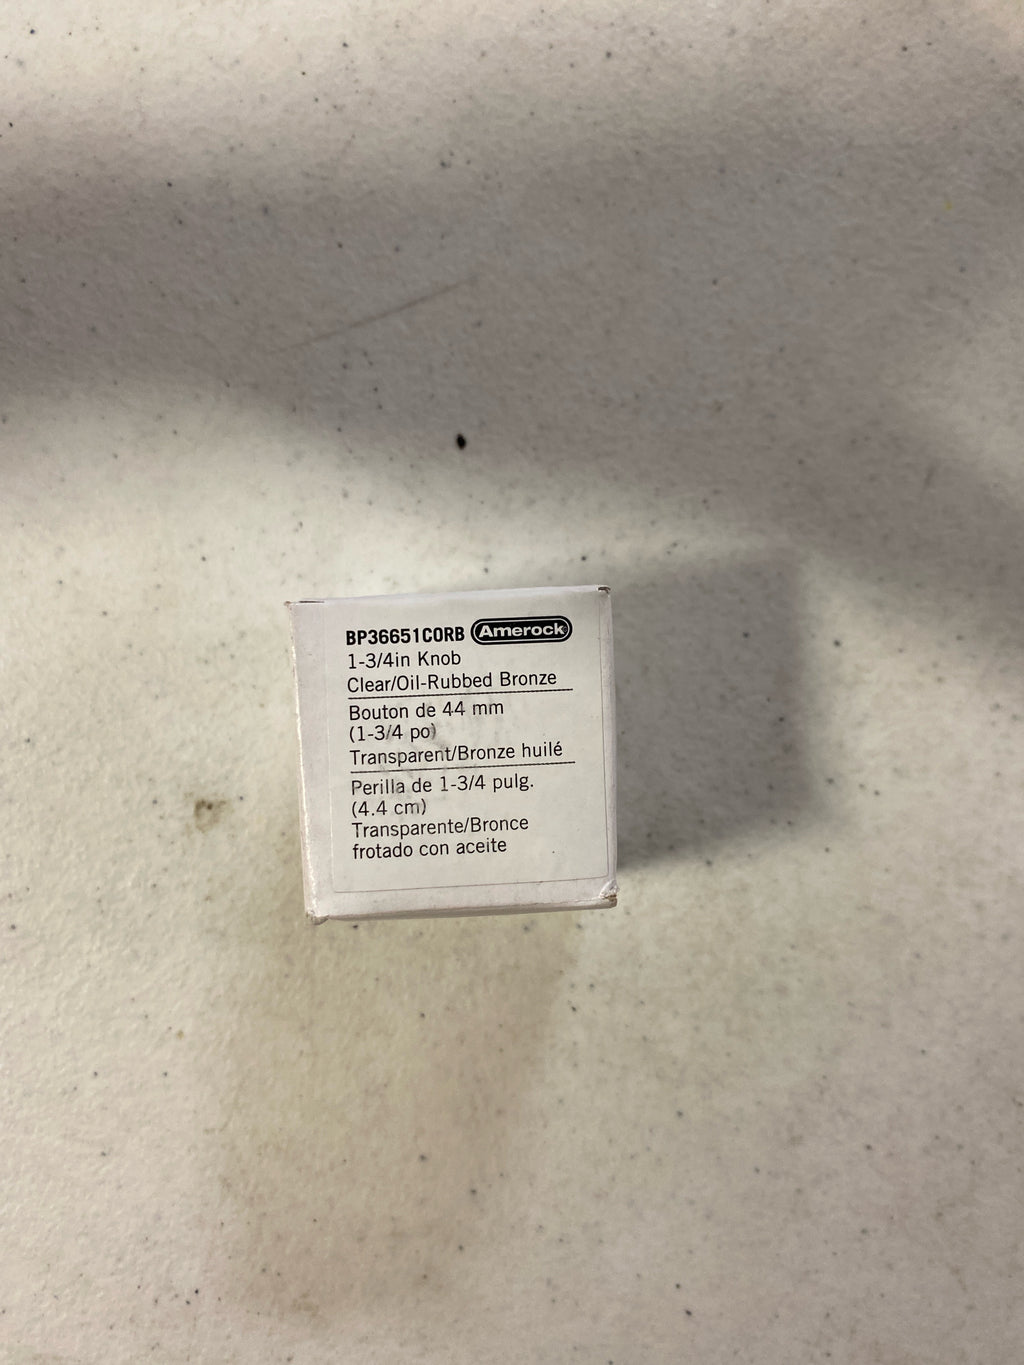 BP36651CORB Amerock
1-3/4in Knob
Clear/Oil-Rubbed Bronze
Bouton de 44 mm
(1-3/4 po)
Transparent/Bronze huilé
Perilla de 1-3/4 pulg.
(4.4 cm)
Transparente/Bronce
frotado con aceite